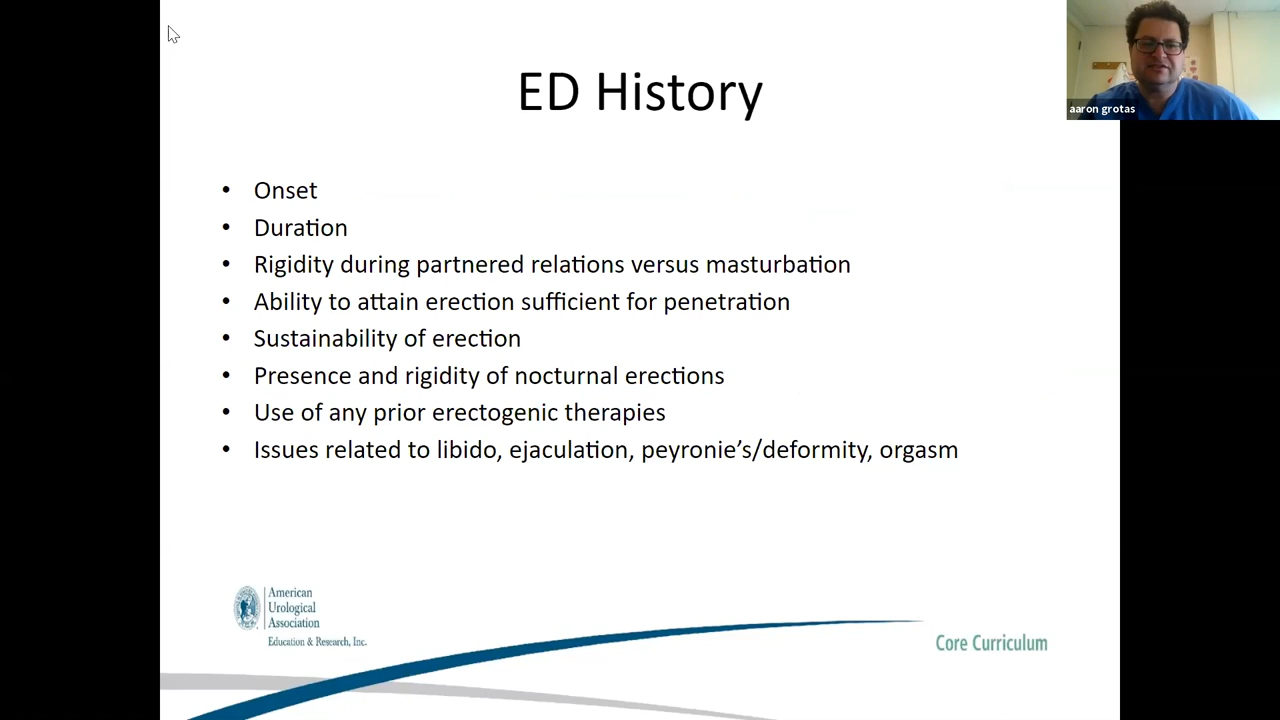 ED History
aaron grotas
• Onset
• Duration
• Rigidity during partnered relations versus masturbation
• Ability to attain erection sufficient for penetration
• Sustainability of erection
• Presence and rigidity of nocturnal erections
• Use of any prior erectogenic therapies
• Issues related to libido, ejaculation, peyronie’s/deformity, orgasm
American
Urological
Association
Education & Research, Inc.
Core Curriculum